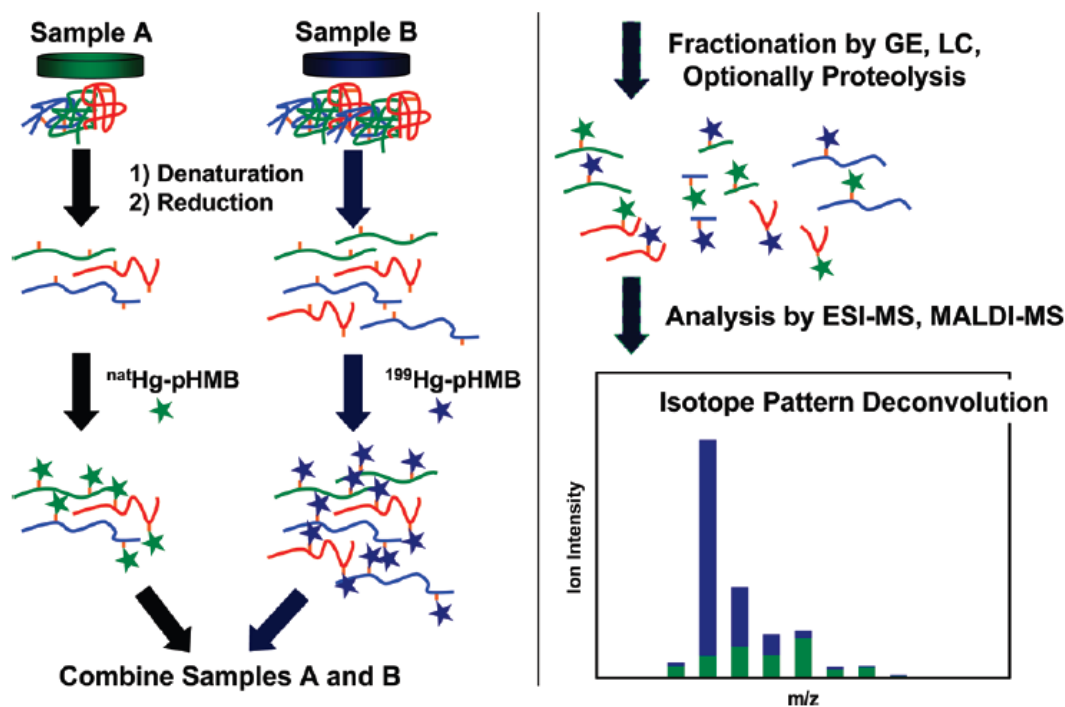 Sample A
Sample B
1) Denaturation
2) Reduction
natHg-pHMB
199Hg-pHMB
Combine Samples A and B
Fractionation by GE, LC,
Optionally Proteolysis
Analysis by ESI-MS, MALDI-MS
Isotope Pattern Deconvolution
Ion Intensity
m/z